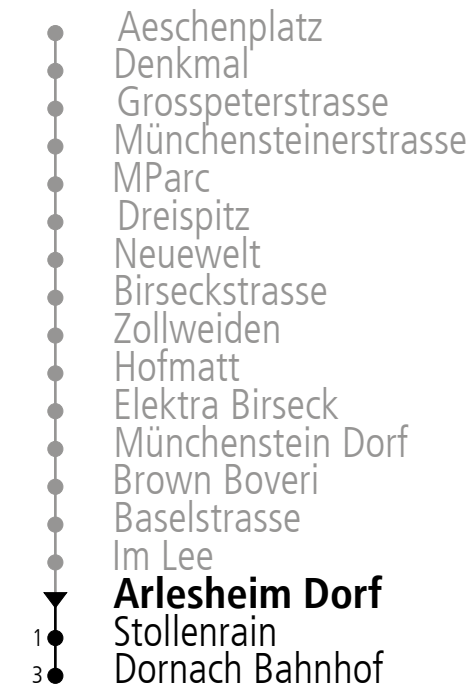 Aeschenplatz
Denkmal
Grosspeterstrasse
Münchensteinerstrasse
MParc
Dreispitz
Neuewelt
Birseckstrasse
Zollweiden
Hofmatt
Elektra Birseck
Münchenstein Dorf
Brown Boveri
Baselstrasse
Im Lee
Arlesheim Dorf
1 Stollenrain
3 Dornach Bahnhof